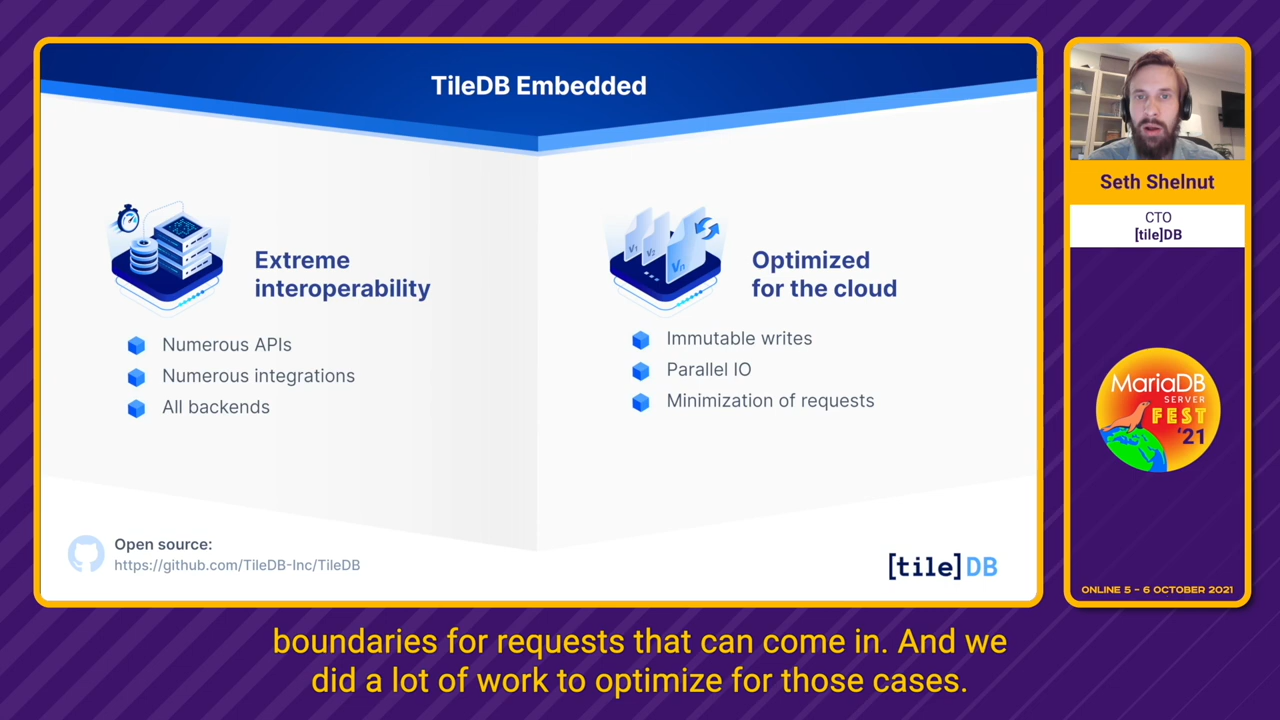 TileDB Embedded
Extreme
interoperability
Numerous APIs
Numerous integrations
All backends
V1
V2
Vn
Optimized
for the cloud
Immutable writes
Parallel IO
Minimization of requests
Open source:
https://github.com/TileDB-Inc/TileDB
[tile]DB
Seth Shelnut
CTO
[tile]DB
MariaDB
SERVER
FEST
'21
ONLINE 5 – 6 OCTOBER 2021
boundaries for requests that can come in. And we
did a lot of work to optimize for those cases.